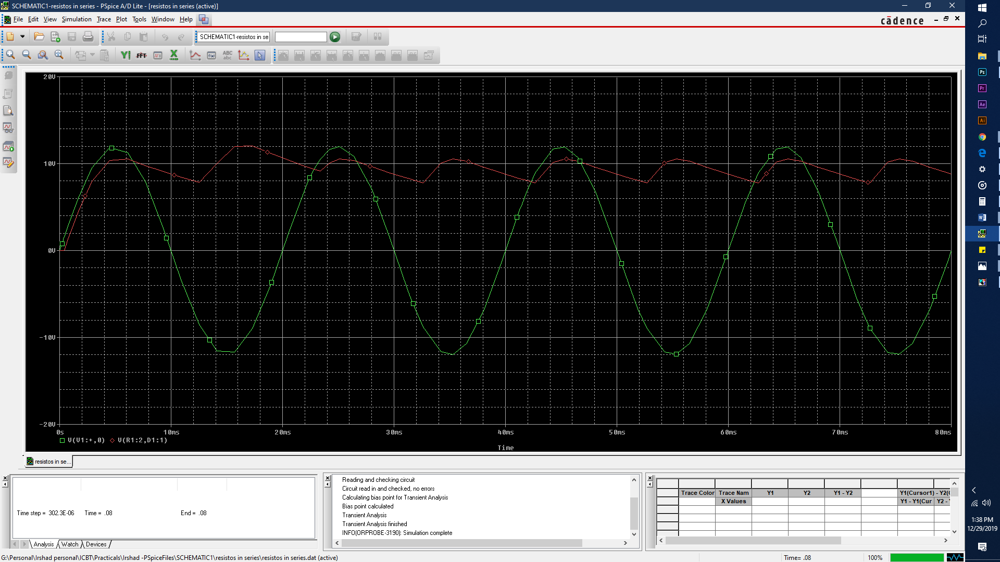 SCHEMATIC1-resistos in series - PSpice A/D Lite - [resistos in series (active)]
File Edit View Simulation Trace Plot Tools Window Help
cādence
SCHEMATIC1-resistos in se
FFT
ABC
abc
20V
10V
0V
-10V
-20V
0s 10ms 20ms 30ms 40ms 50ms 60ms 70ms 80ms
V(V1:+,0) V(R1:2,D1:1)
Time
resistos in se...
Time step = 302.3E-06 Time = .08 End = .08
Analysis Watch Devices
Reading and checking circuit
Circuit read in and checked, no errors
Calculating bias point for Transient Analysis
Bias point calculated
Transient Analysis
Transient Analysis finished
INFO(ORPROBE-3190): Simulation complete
Trace Color Trace Nam Y1 Y2 Y1 - Y2 Y1(Cursor1) - Y2(
X Values Y1 - Y1(Cur Y2 -
G:\Personal\Irshad personal\ICBT\Practicals\Irshad -PSpiceFiles\SCHEMATIC1\resistos in series\resistos in series.dat (active)
Time= .08 100%
Ps
Pr
Ae
Ai
1:38 PM
12/29/2019